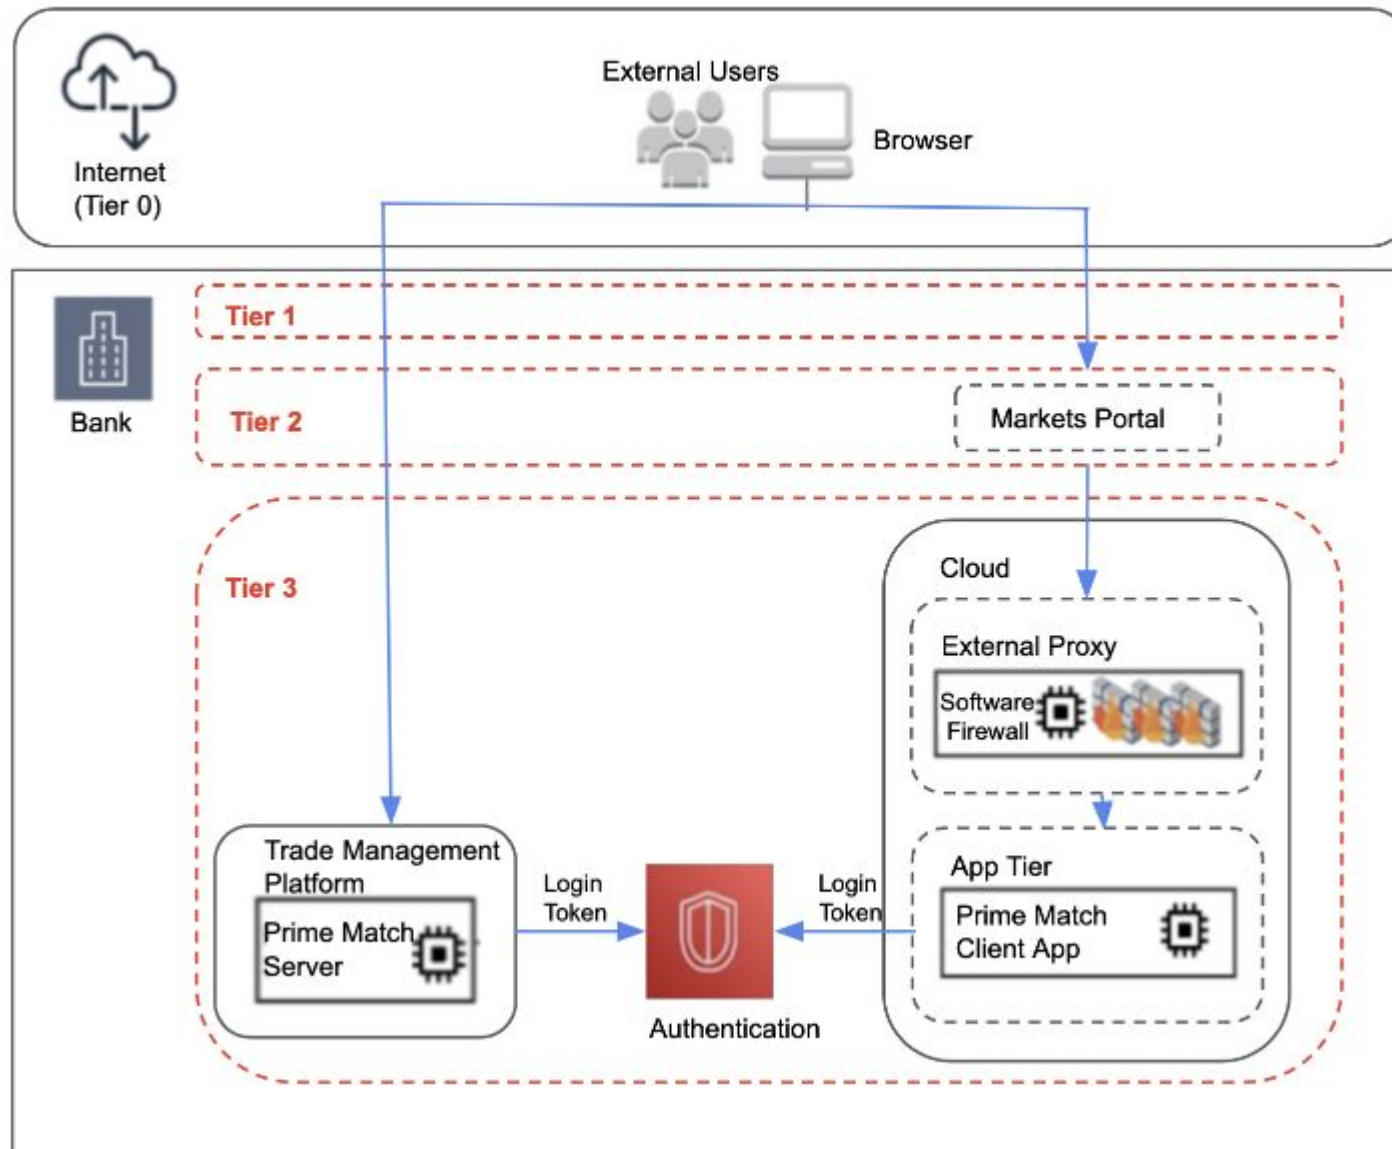 External Users
Browser
Internet
(Tier 0)
Tier 1
Bank
Tier 2
Markets Portal
Tier 3
Cloud
External Proxy
Software
Firewall
Trade Management
Platform
Prime Match
Server
Login
Token
Login
Token
App Tier
Prime Match
Client App
Authentication